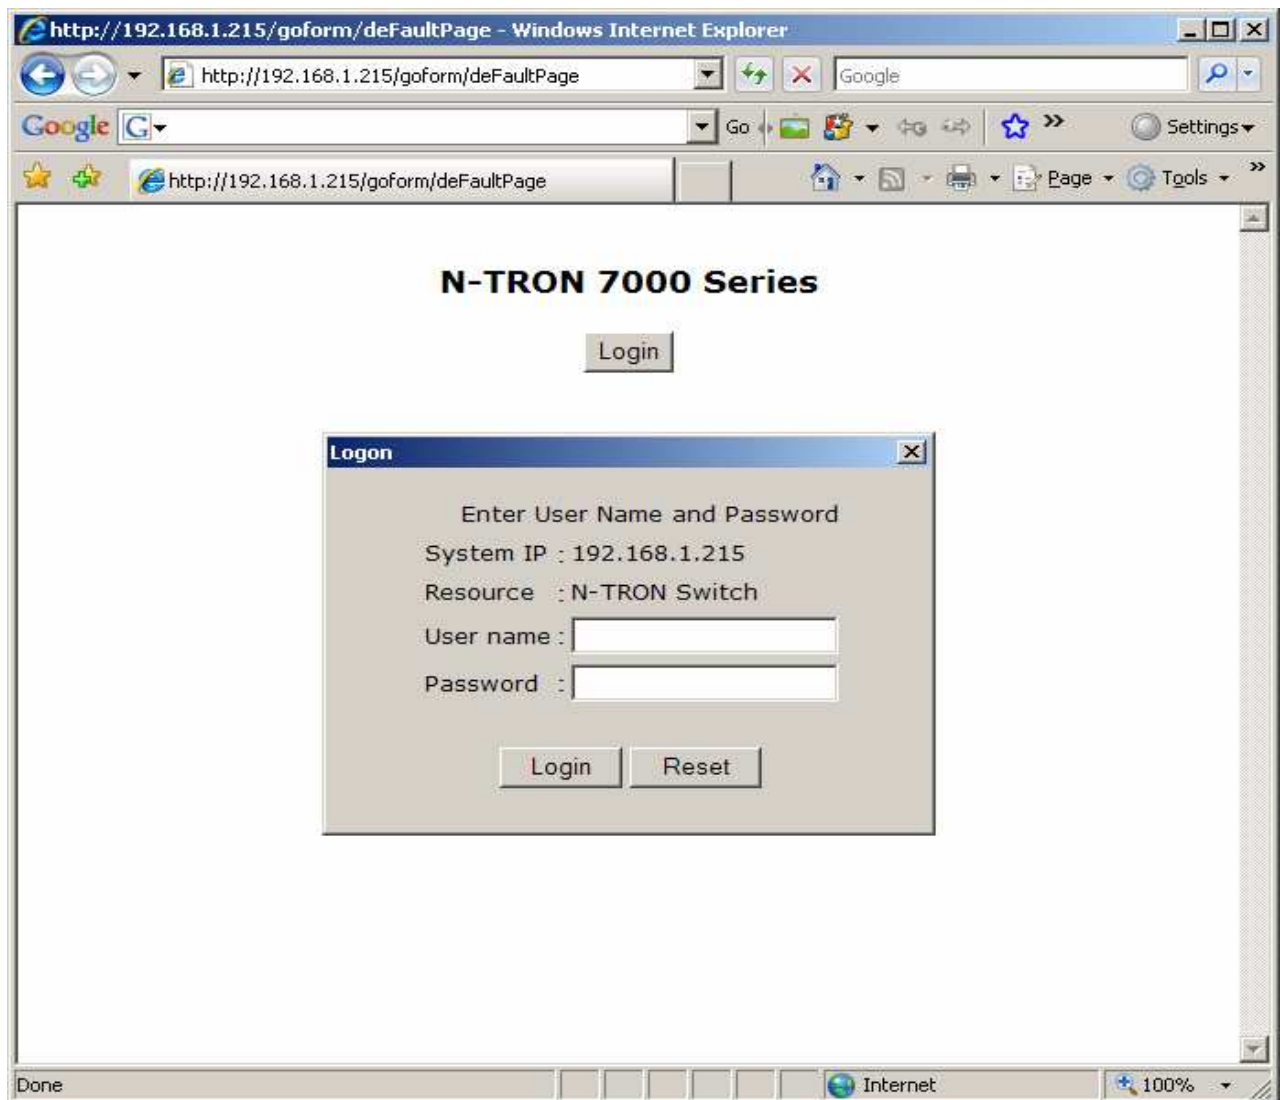 http://192.168.1.215/goform/deFaultPage - Windows Internet Explorer
http://192.168.1.215/goform/deFaultPage
Google
Google G Go » Settings
http://192.168.1.215/goform/deFaultPage Page Tools »
N-TRON 7000 Series
Login
Logon
Enter User Name and Password
System IP : 192.168.1.215
Resource : N-TRON Switch
User name :
Password :
Login Reset
Done Internet 100%